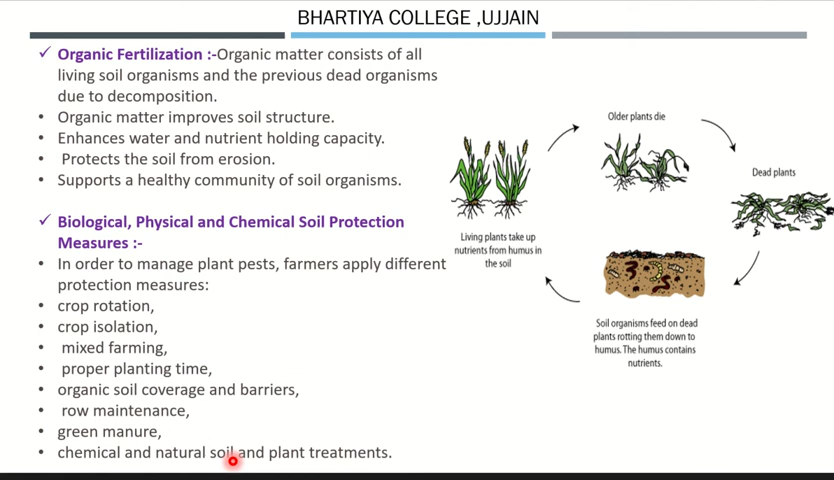 BHARTIYA COLLEGE ,UJJAIN
✓ Organic Fertilization :-Organic matter consists of all
living soil organisms and the previous dead organisms
due to decomposition.
• Organic matter improves soil structure.
• Enhances water and nutrient holding capacity.
• Protects the soil from erosion.
• Supports a healthy community of soil organisms.
✓ Biological, Physical and Chemical Soil Protection
Measures :-
• In order to manage plant pests, farmers apply different
protection measures:
• crop rotation,
• crop isolation,
• mixed farming,
• proper planting time,
• organic soil coverage and barriers,
• row maintenance,
• green manure,
• chemical and natural soil and plant treatments.
Older plants die
Dead plants
Living plants take up
nutrients from humus in
the soil
Soil organisms feed on dead
plants rotting them down to
humus. The humus contains
nutrients.